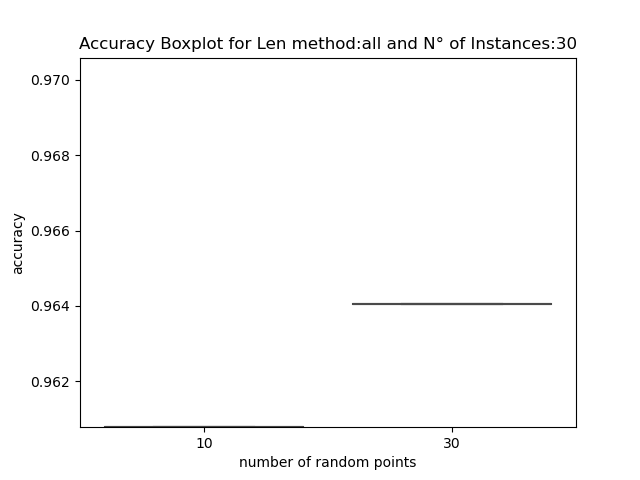 Accuracy Boxplot for Len method:all and N° of Instances:30
0.970
0.968
0.966
0.964
0.962
accuracy
10 30
number of random points